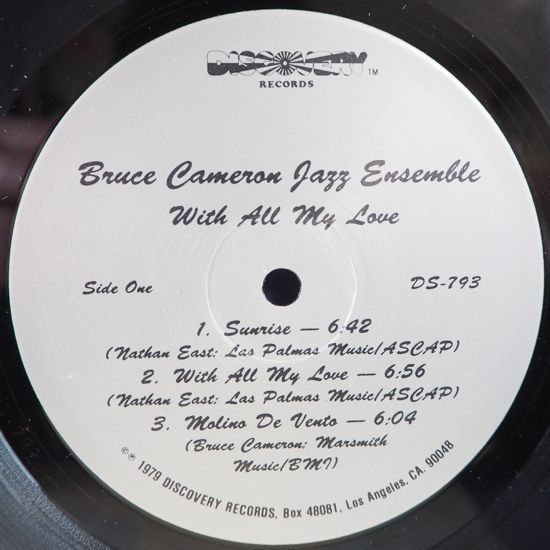 DISCOVERY TM
RECORDS
Bruce Cameron Jazz Ensemble
With All My Love
Side One
DS-793
1. Sunrise — 6:42
(Nathan East: Las Palmas Music/ASCAP)
2. With All My Love — 6:56
(Nathan East: Las Palmas Music/ASCAP)
3. Molino De Vento — 6:04
(Bruce Cameron: Marsmith
Music/BMI)
©℗ 1979 DISCOVERY RECORDS, Box 48081, Los Angeles, CA. 90048